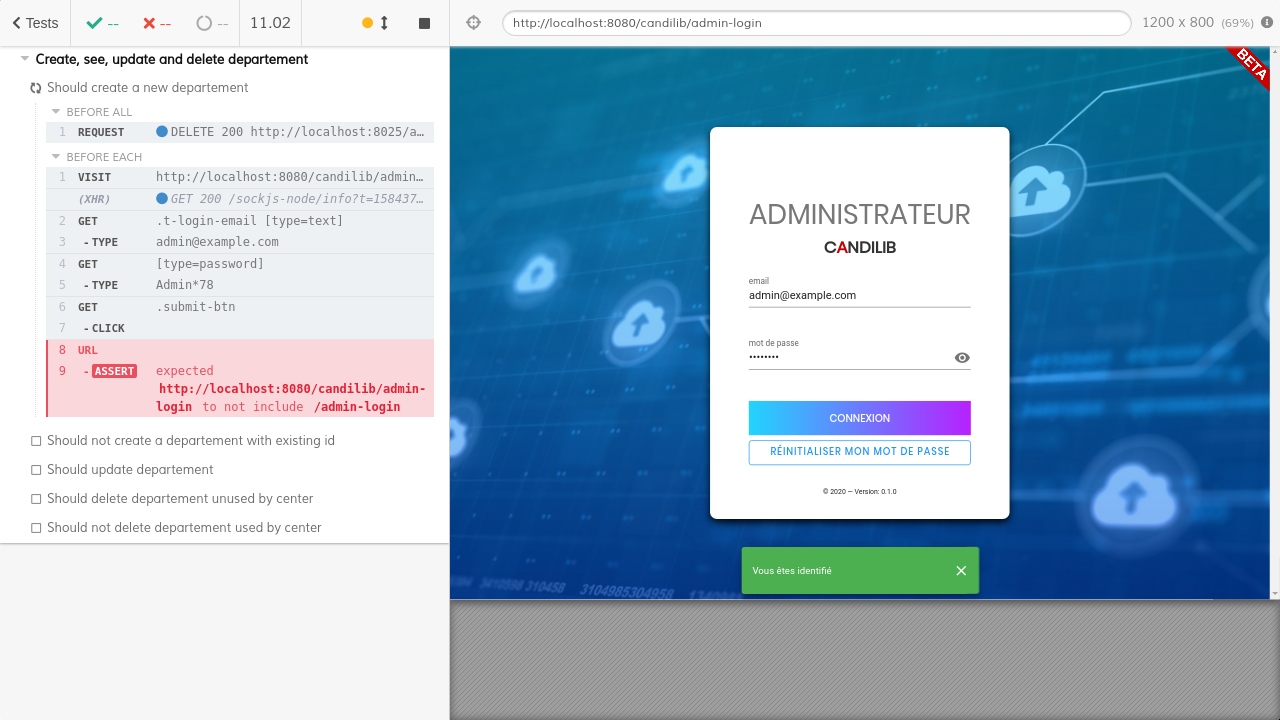 Tests
--
--
--
11.02
http://localhost:8080/candilib/admin-login
1200 x 800 (69%)
Create, see, update and delete departement
Should create a new departement
BEFORE ALL
1 REQUEST DELETE 200 http://localhost:8025/a…
BEFORE EACH
1 VISIT http://localhost:8080/candilib/admin…
(XHR) GET 200 /sockjs-node/info?t=158437…
2 GET .t-login-email [type=text]
3 - TYPE admin@example.com
4 GET [type=password]
5 - TYPE Admin*78
6 GET .submit-btn
7 - CLICK
8 URL
9 - ASSERT expected
http://localhost:8080/candilib/admin-
login to not include /admin-login
Should not create a departement with existing id
Should update departement
Should delete departement unused by center
Should not delete departement used by center
BETA
ADMINISTRATEUR
CANDILIB
email
admin@example.com
mot de passe
••••••••
CONNEXION
RÉINITIALISER MON MOT DE PASSE
© 2020 — Version: 0.1.0
Vous êtes identifié
3104985304958